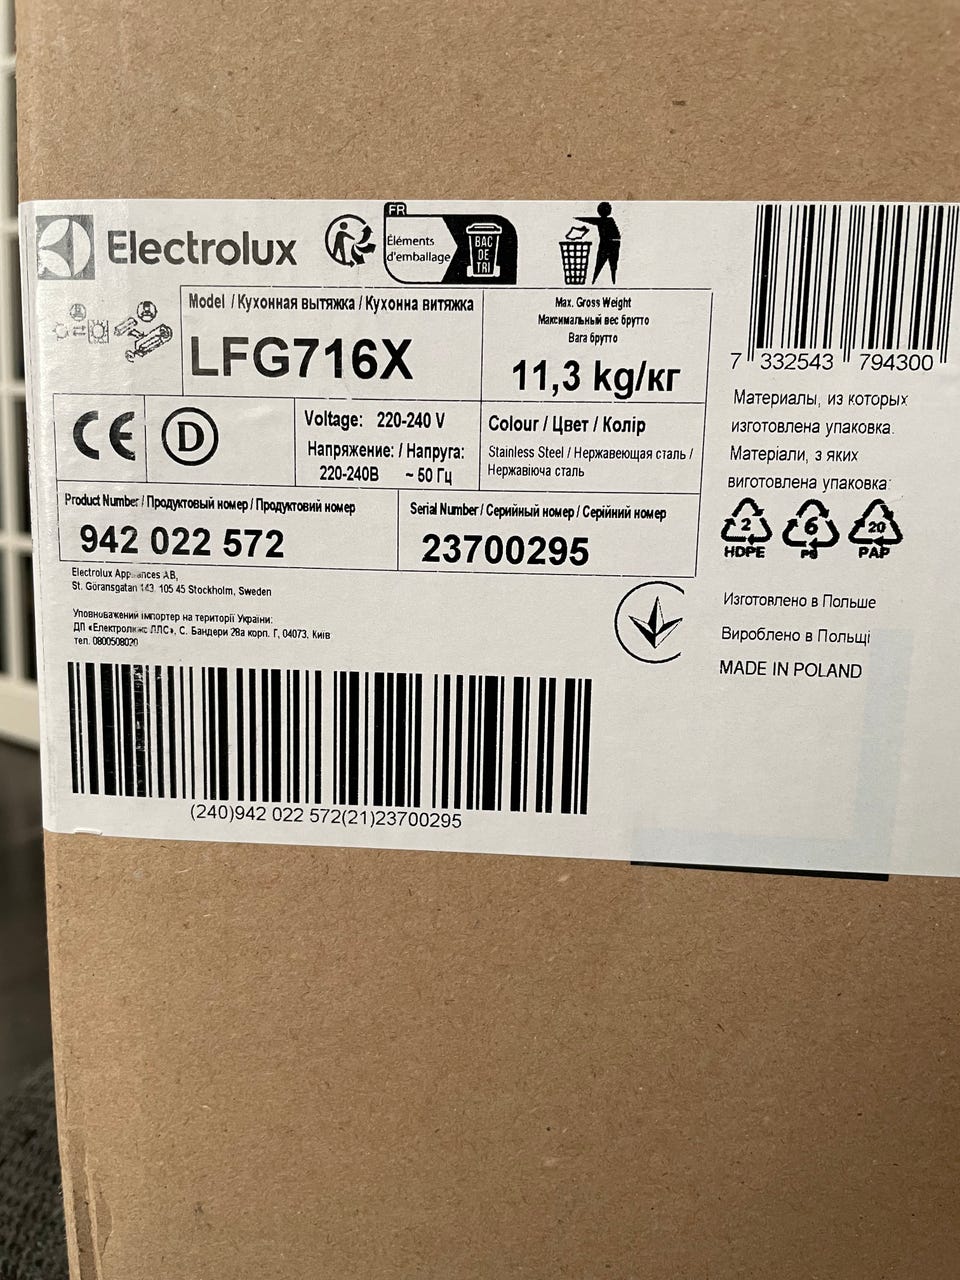 Electrolux
FR
Éléments
d'emballage
BAC
DE
TRI
Model / Кухонная вытяжка / Кухонна витяжка
LFG716X
Max. Gross Weight
Максимальный вес брутто
Вага брутто
11,3 kg/кг
7 332543 794300
CE
D
Voltage: 220-240 V
Напряжение: / Напруга:
220-240В ~ 50 Гц
Colour / Цвет / Колір
Stainless Steel / Нержавеющая сталь /
Нержавіюча сталь
Материалы, из которых
изготовлена упаковка.
Матеріали, з яких
виготовлена упаковка:
2 6 20
HDPE PS PAP
Product Number / Продуктовый номер / Продуктовий номер
942 022 572
Serial Number / Серийный номер / Серійний номер
23700295
Electrolux Appliances AB,
St. Göransgatan 143, 105 45 Stockholm, Sweden
Уповноважений імпортер на території України:
ДП «Електролюкс ЛЛС», С. Бандери 28а корп. Г, 04073, Київ
тел. 0800508020
Изготовлено в Польше
Вироблено в Польщі
MADE IN POLAND
(240)942 022 572(21)23700295